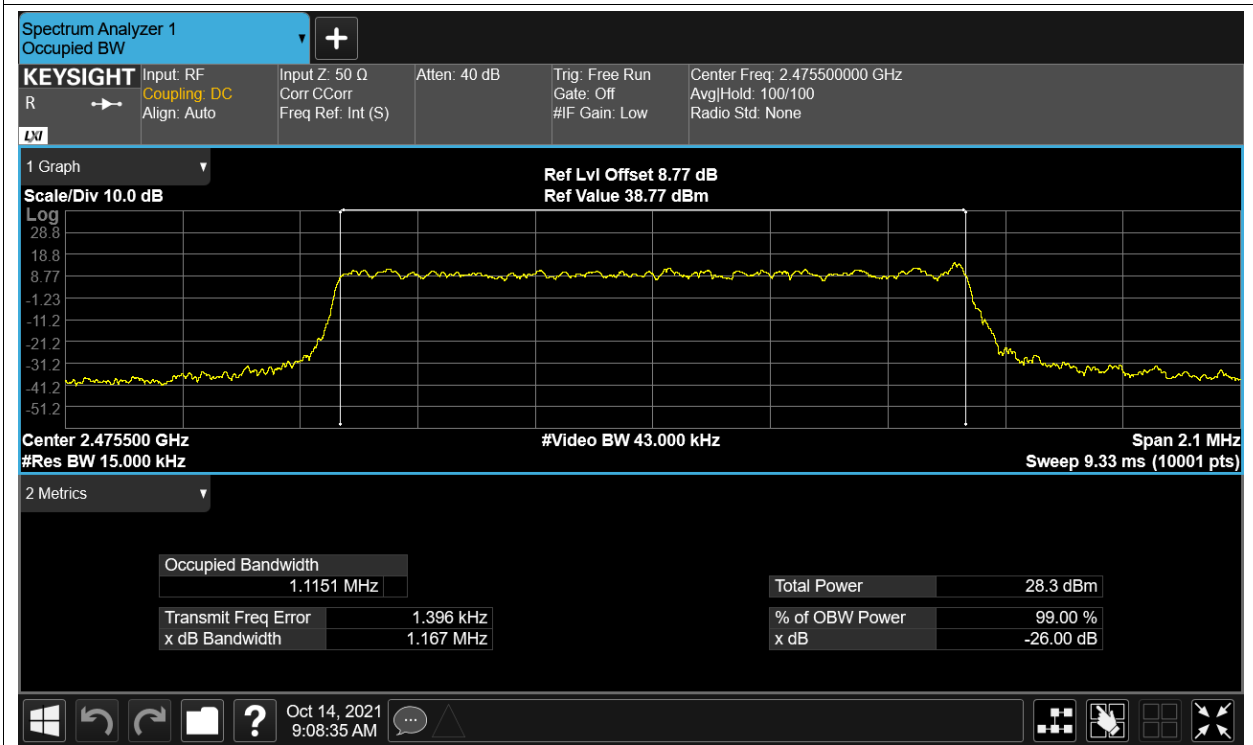 Spectrum Analyzer 1
Occupied BW
KEYSIGHT
R
LXI
Input: RF
Coupling: DC
Align: Auto
Input Z: 50 Ω
Corr CCorr
Freq Ref: Int (S)
Atten: 40 dB
Trig: Free Run
Gate: Off
#IF Gain: Low
Center Freq: 2.475500000 GHz
Avg|Hold: 100/100
Radio Std: None
1 Graph
Scale/Div 10.0 dB
Ref Lvl Offset 8.77 dB
Ref Value 38.77 dBm
Log
28.8
18.8
8.77
-1.23
-11.2
-21.2
-31.2
-41.2
-51.2
Center 2.475500 GHz
#Video BW 43.000 kHz
Span 2.1 MHz
#Res BW 15.000 kHz
Sweep 9.33 ms (10001 pts)
2 Metrics
Occupied Bandwidth
1.1151 MHz
Total Power 28.3 dBm
Transmit Freq Error 1.396 kHz
% of OBW Power 99.00 %
x dB Bandwidth 1.167 MHz
x dB -26.00 dB
?
Oct 14, 2021
9:08:35 AM